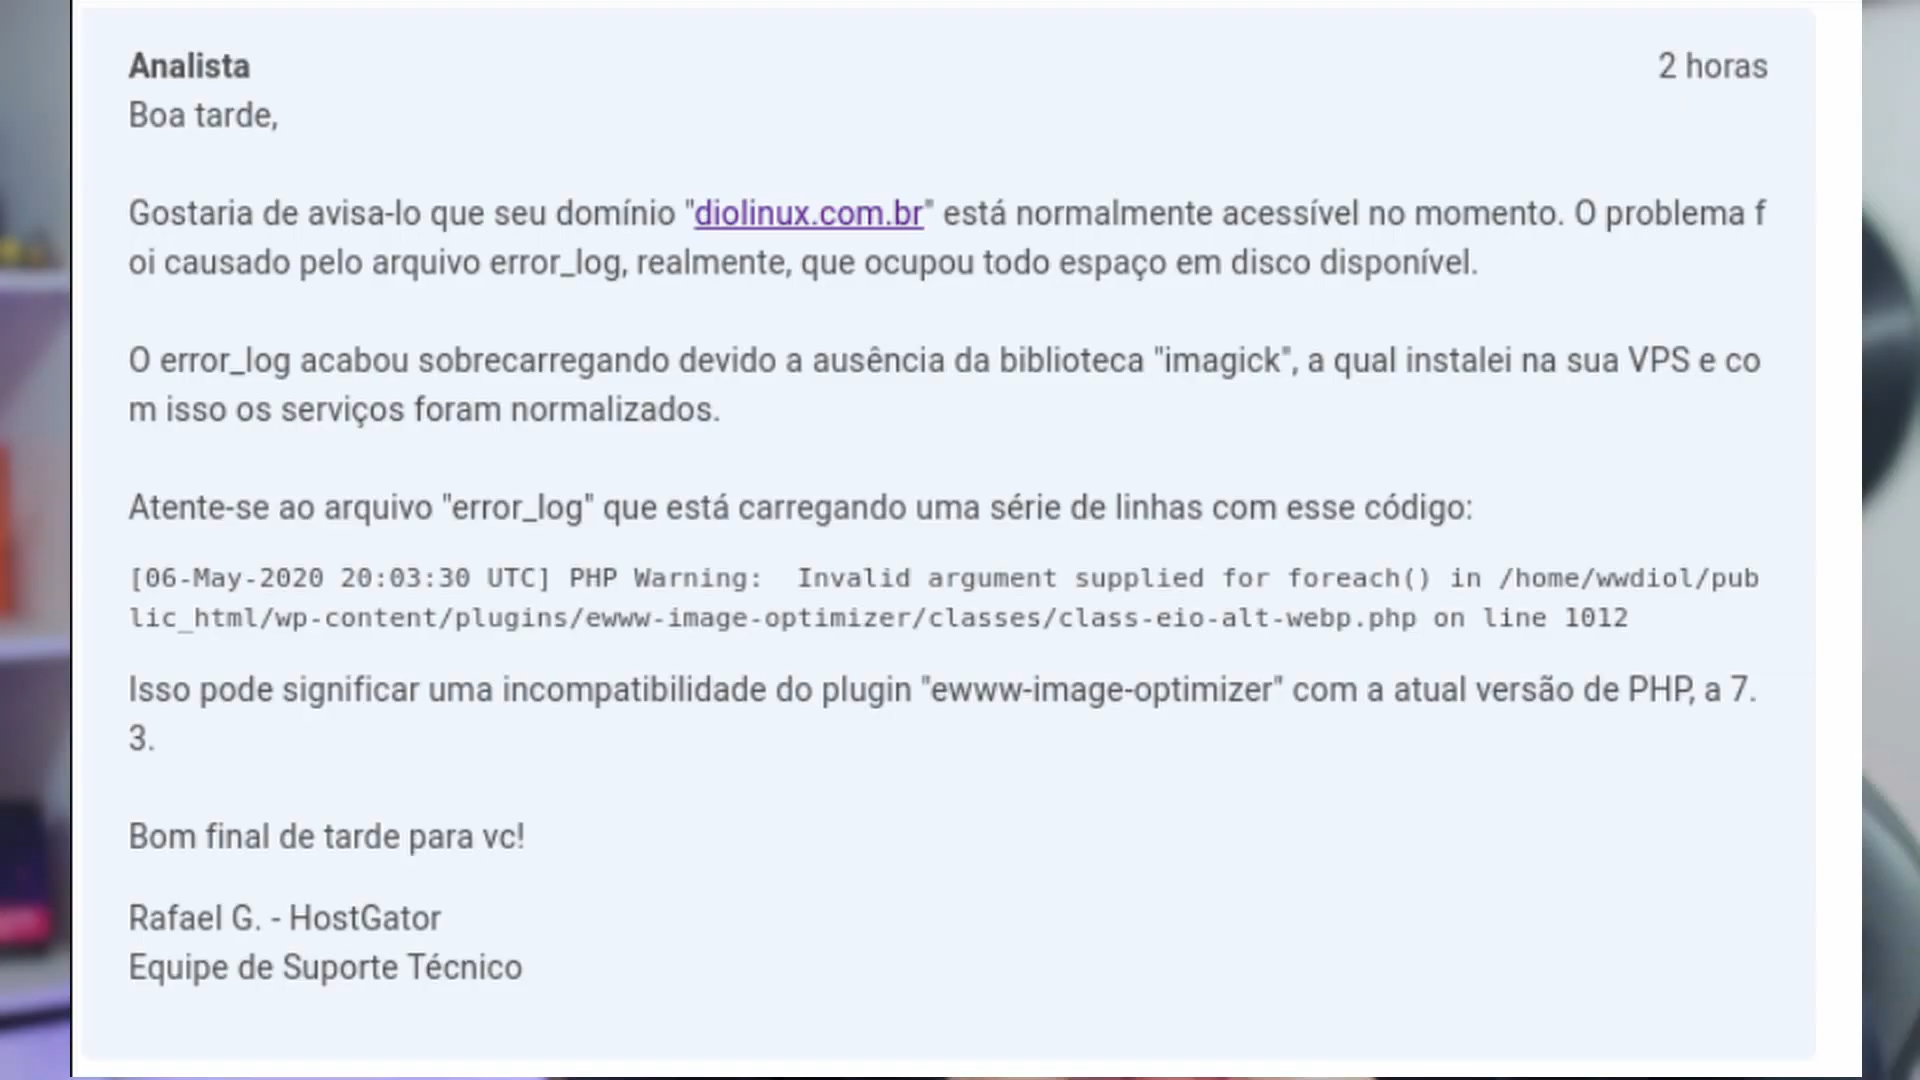 Analista 2 horas
Boa tarde,
Gostaria de avisa-lo que seu domínio "diolinux.com.br" está normalmente acessível no momento. O problema f
oi causado pelo arquivo error_log, realmente, que ocupou todo espaço em disco disponível.
O error_log acabou sobrecarregando devido a ausência da biblioteca "imagick", a qual instalei na sua VPS e co
m isso os serviços foram normalizados.
Atente-se ao arquivo "error_log" que está carregando uma série de linhas com esse código:
[06-May-2020 20:03:30 UTC] PHP Warning:  Invalid argument supplied for foreach() in /home/wwdiol/pub
lic_html/wp-content/plugins/ewww-image-optimizer/classes/class-eio-alt-webp.php on line 1012
Isso pode significar uma incompatibilidade do plugin "ewww-image-optimizer" com a atual versão de PHP, a 7.
3.
Bom final de tarde para vc!
Rafael G. - HostGator
Equipe de Suporte Técnico